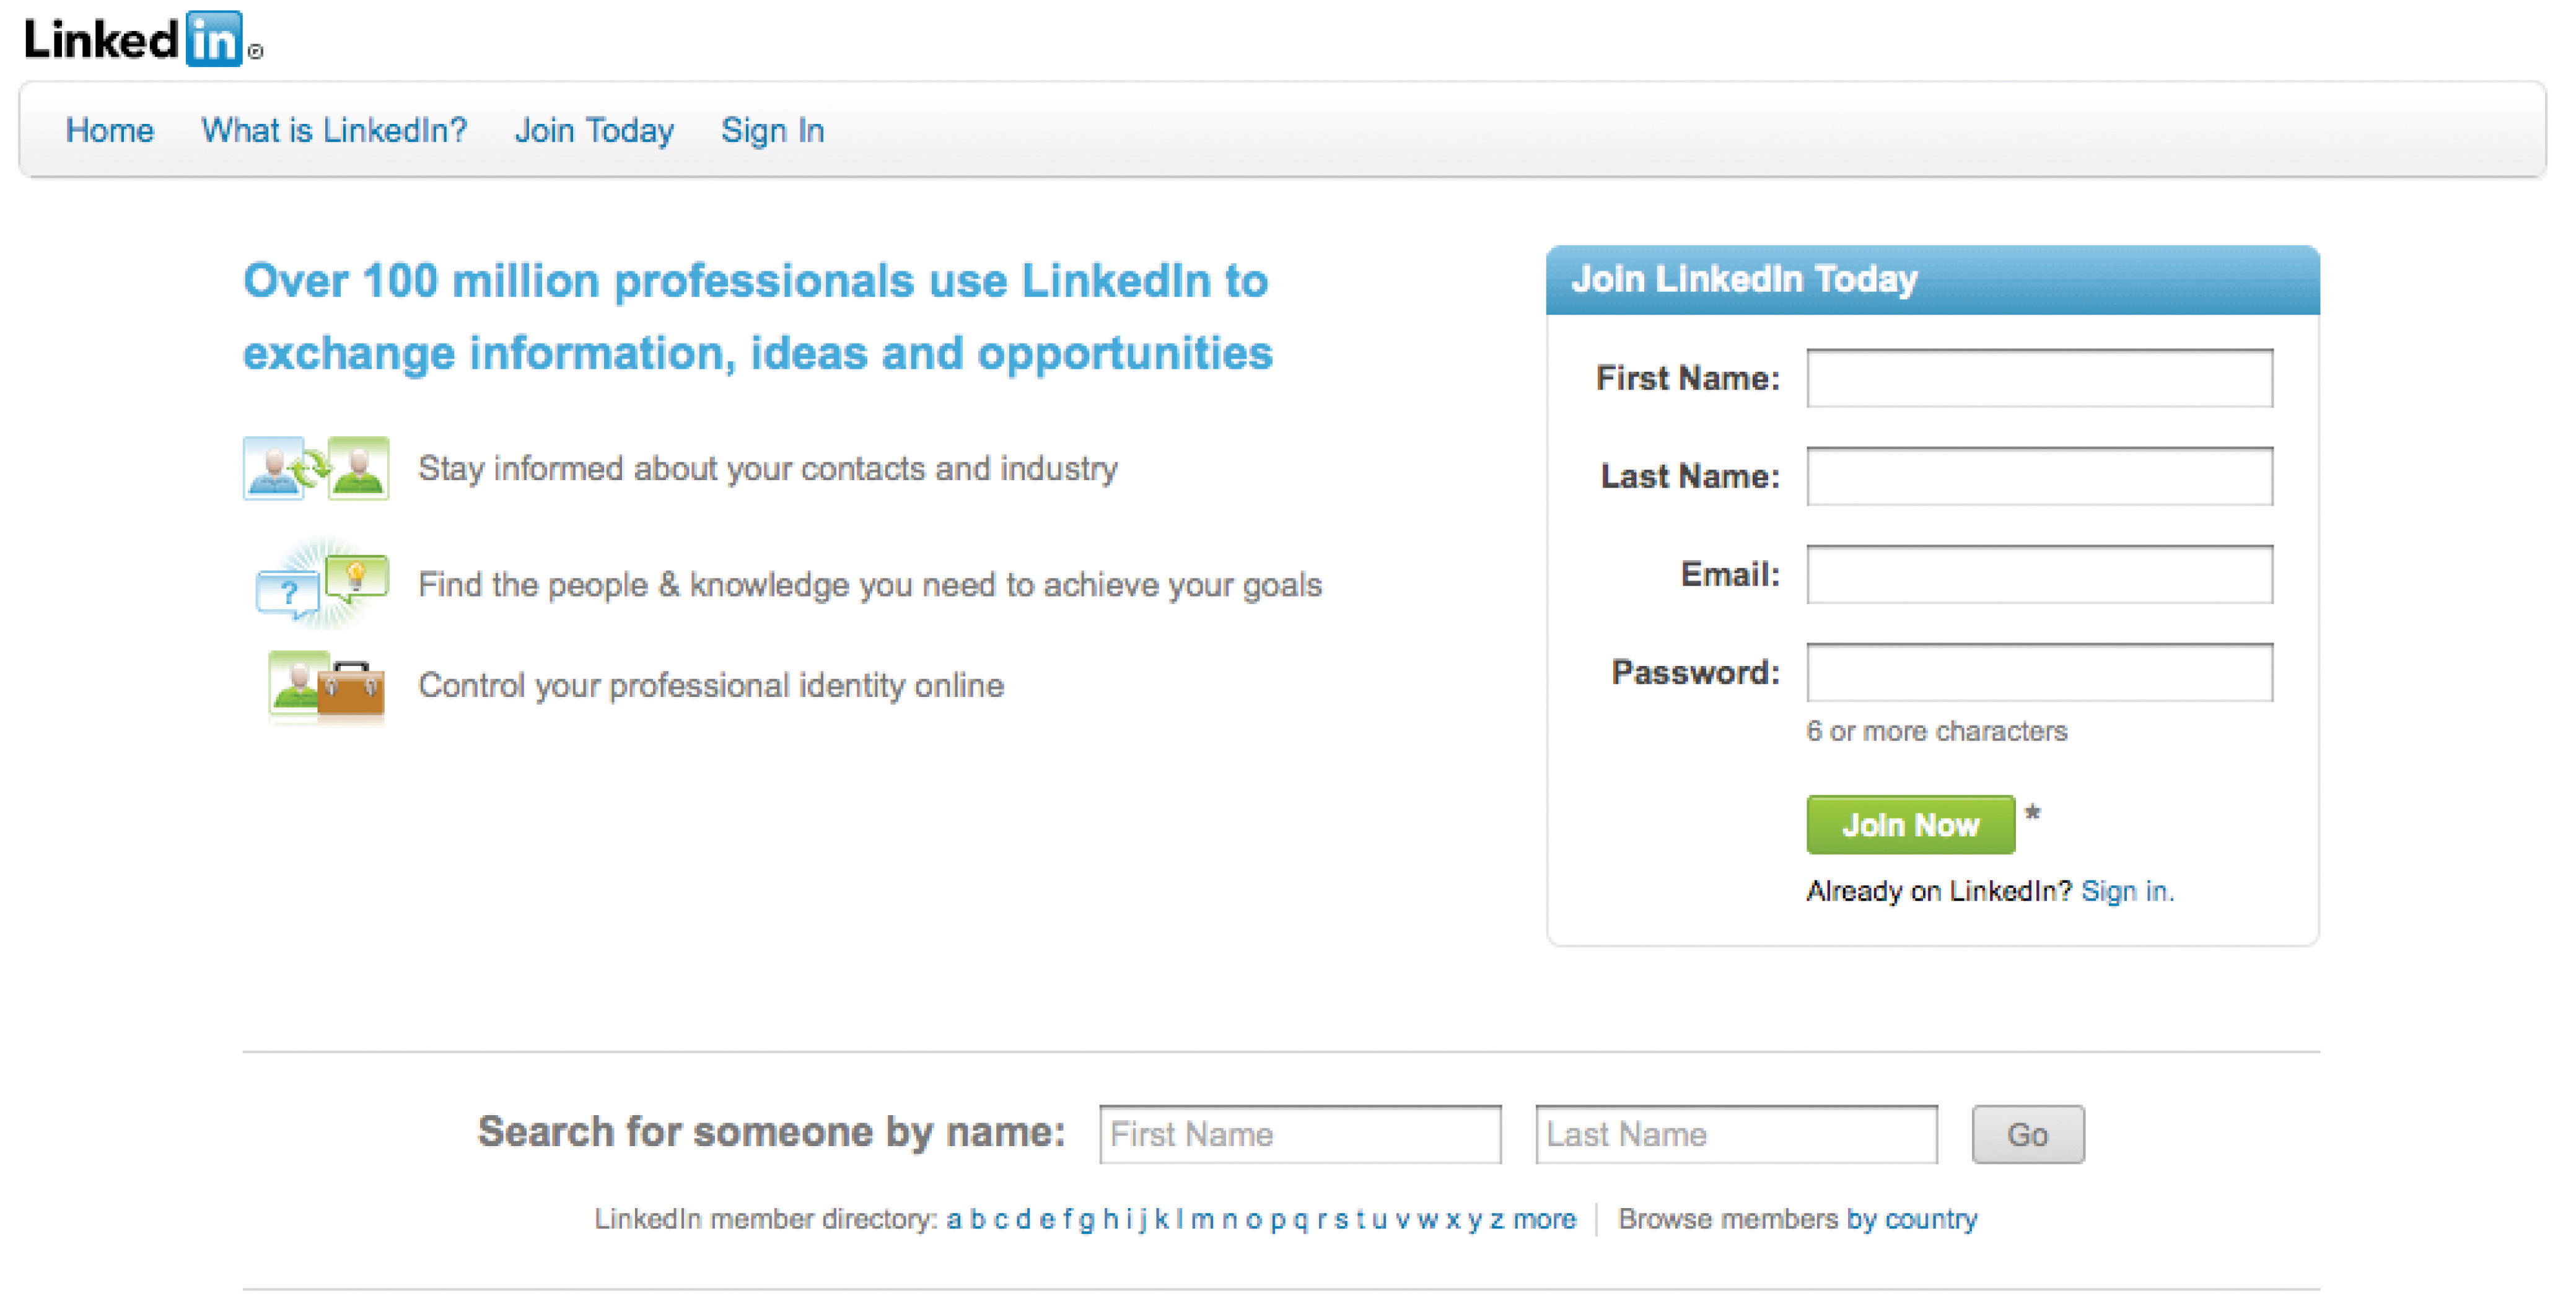 Linked in ®
Home What is LinkedIn? Join Today Sign In
Over 100 million professionals use LinkedIn to
exchange information, ideas and opportunities
Stay informed about your contacts and industry
?
Find the people & knowledge you need to achieve your goals
Control your professional identity online
Join LinkedIn Today
First Name:
Last Name:
Email:
Password:
6 or more characters
Join Now *
Already on LinkedIn? Sign in.
Search for someone by name: First Name Last Name Go
LinkedIn member directory: a b c d e f g h i j k l m n o p q r s t u v w x y z more | Browse members by country